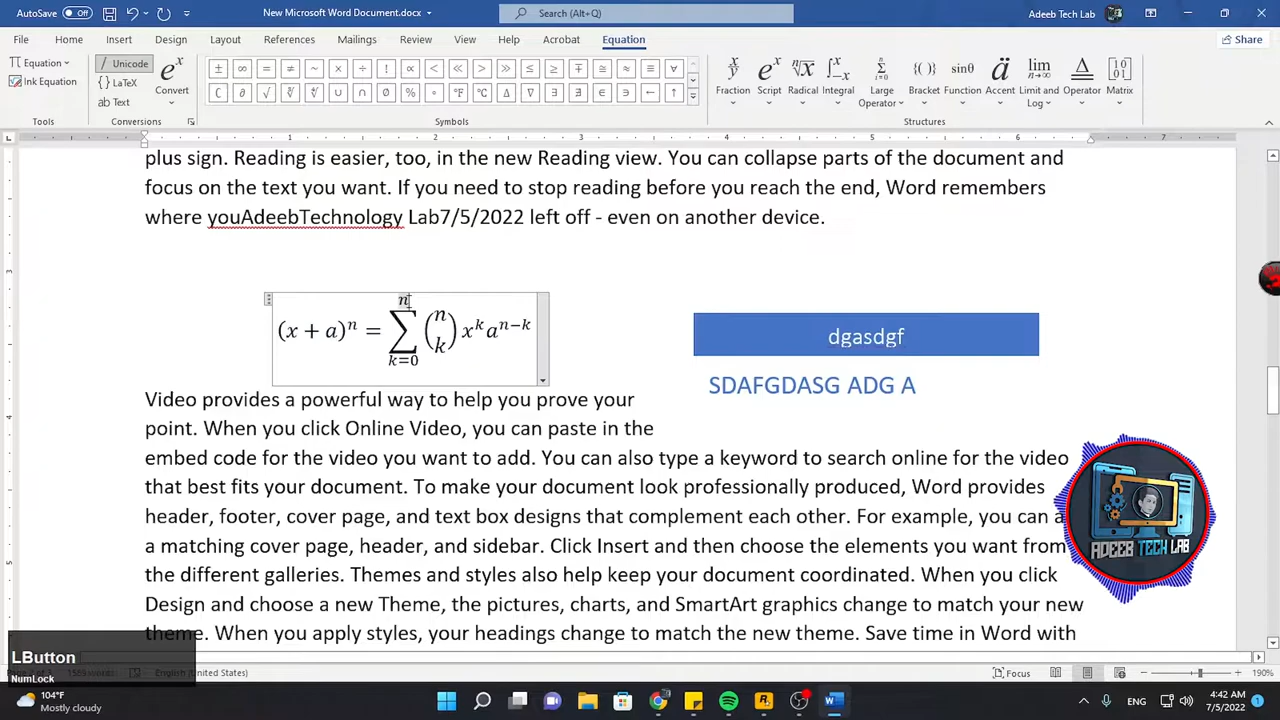 AutoSave Off New Microsoft Word Document.docx Search (Alt+Q) Adeeb Tech Lab
File Home Insert Design Layout References Mailings Review View Help Acrobat Equation Share
Equation Unicode
Ink Equation {} LaTeX
abc Text Convert
± ∞ = ≠ ~ × ÷ ! ∝ < ≪ > ≫ ≤ ≥ ∓ ≅ ≈ ≡ ∀
∁ ∂ √ ∛ ∜ ∪ ∩ ∅ % ° °F °C ∆ ∇ ∃ ∄ ∈ ∋ ← ↑
Fraction Script Radical Integral Large Operator Bracket Function Accent Limit and Log Operator Matrix
Tools Conversions Symbols Structures
1 2 3 4 5 6 7
plus sign. Reading is easier, too, in the new Reading view. You can collapse parts of the document and
focus on the text you want. If you need to stop reading before you reach the end, Word remembers
where youAdeebTechnology Lab7/5/2022 left off - even on another device.
(x + a)^n = ∑_{k=0}^{n} (n k) x^k a^{n−k}
dgasdgf
SDAFGDASG ADG A
Video provides a powerful way to help you prove your
point. When you click Online Video, you can paste in the
embed code for the video you want to add. You can also type a keyword to search online for the video
that best fits your document. To make your document look professionally produced, Word provides
header, footer, cover page, and text box designs that complement each other. For example, you can a
a matching cover page, header, and sidebar. Click Insert and then choose the elements you want from
the different galleries. Themes and styles also help keep your document coordinated. When you click
Design and choose a new Theme, the pictures, charts, and SmartArt graphics change to match your new
theme. When you apply styles, your headings change to match the new theme. Save time in Word with
ADEEB TECH LAB
LButton
NumLock
English (United States) Focus 190%
104°F
Mostly cloudy
ENG 4:42 AM
7/5/2022